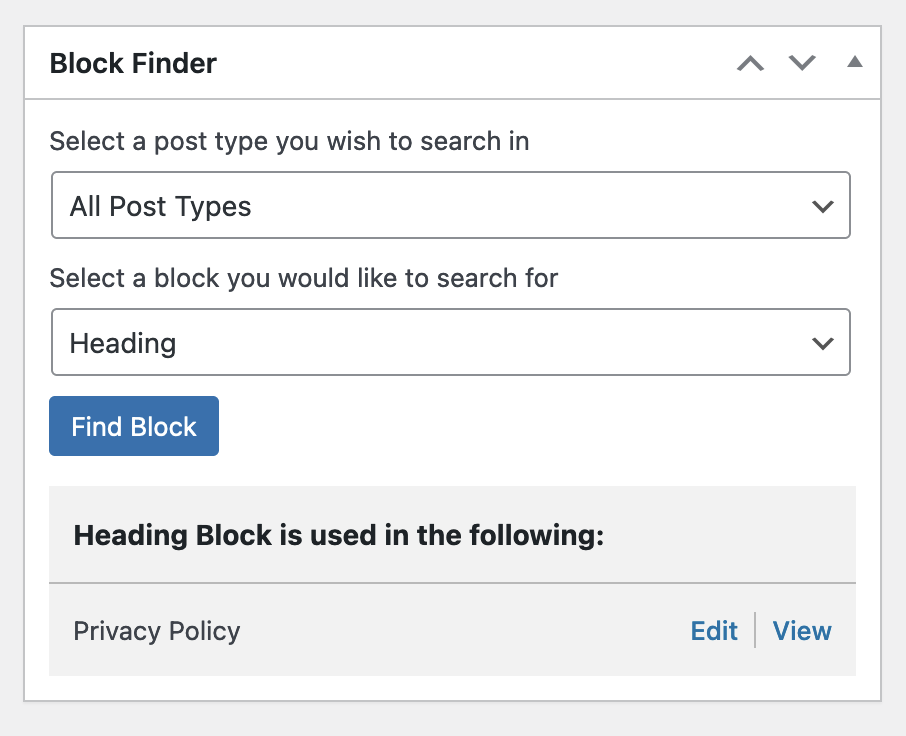 Block Finder
Select a post type you wish to search in
All Post Types
Select a block you would like to search for
Heading
Find Block
Heading Block is used in the following:
Privacy Policy
Edit
View